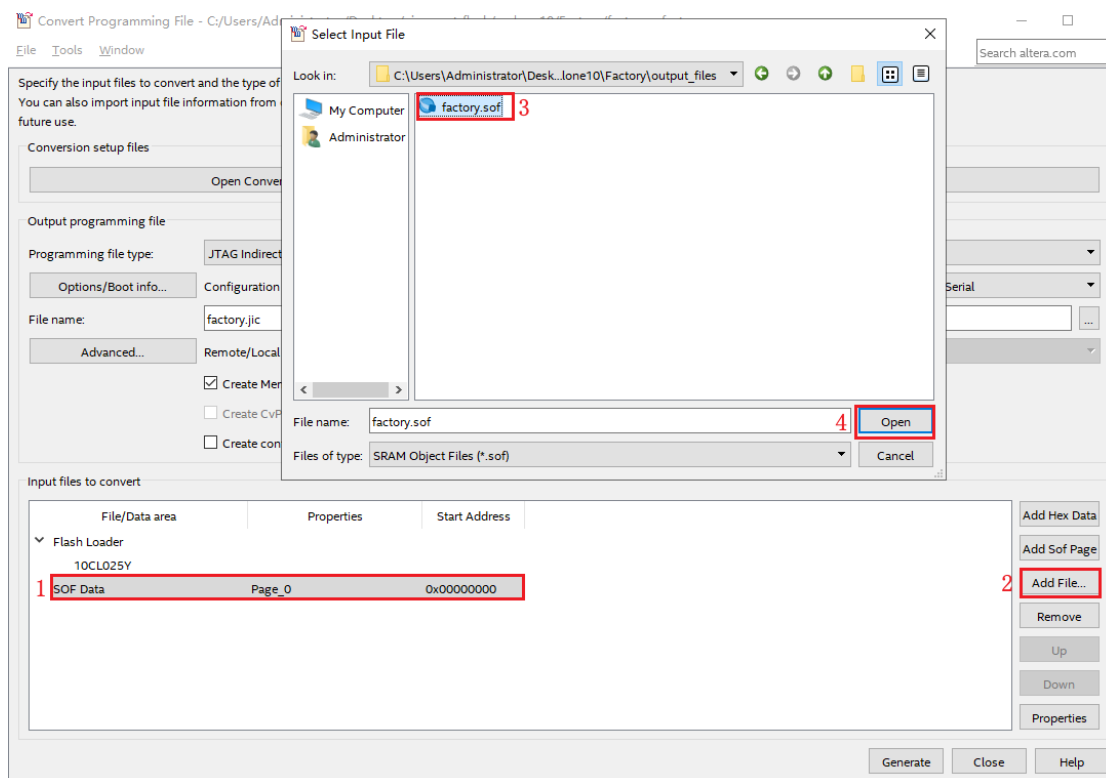 Convert Programming File - C:/Users/Ad
File Tools Window
Search altera.com
Specify the input files to convert and the type of
You can also import input file information from
future use.
Conversion setup files
Open Conver
Output programming file
Programming file type:
JTAG Indirect
Options/Boot info...
Configuration
Serial
File name:
factory.jic
...
Advanced...
Remote/Local
Create Mer
Create CvP
Create con
Select Input File
Look in:
C:\Users\Administrator\Desk...lone10\Factory\output_files
My Computer
Administrator
factory.sof
3
File name:
factory.sof
4
Open
Files of type:
SRAM Object Files (*.sof)
Cancel
Input files to convert
File/Data area Properties Start Address
Flash Loader
10CL025Y
1
SOF Data Page_0 0x00000000
Add Hex Data
Add Sof Page
2
Add File...
Remove
Up
Down
Properties
Generate Close Help